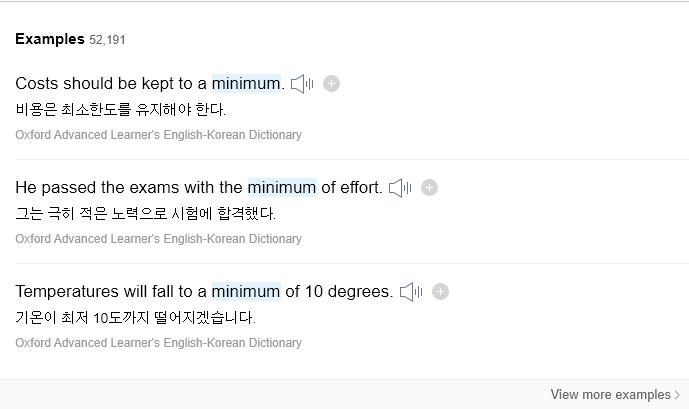 Examples 52,191
Costs should be kept to a minimum.
비용은 최소한도를 유지해야 한다.
Oxford Advanced Learner's English-Korean Dictionary
He passed the exams with the minimum of effort.
그는 극히 적은 노력으로 시험에 합격했다.
Oxford Advanced Learner's English-Korean Dictionary
Temperatures will fall to a minimum of 10 degrees.
기온이 최저 10도까지 떨어지겠습니다.
Oxford Advanced Learner's English-Korean Dictionary
View more examples